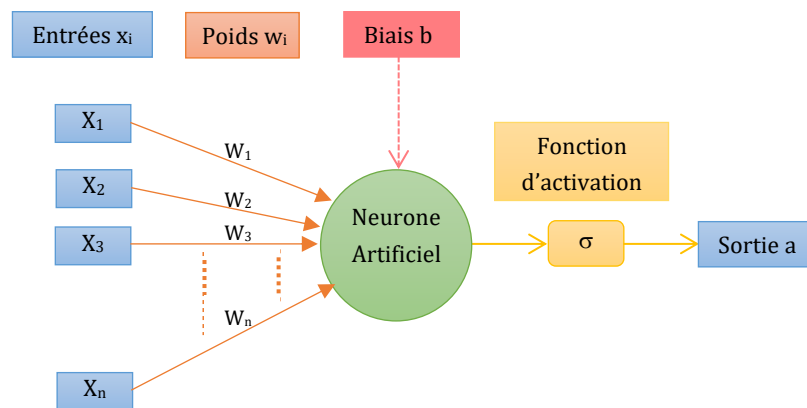 Entrées xi
Poids wi
Biais b
X1
W1
Fonction
d'activation
X2
W2
Neurone
Artificiel
X3
W3
σ
Sortie a
Wn
Xn